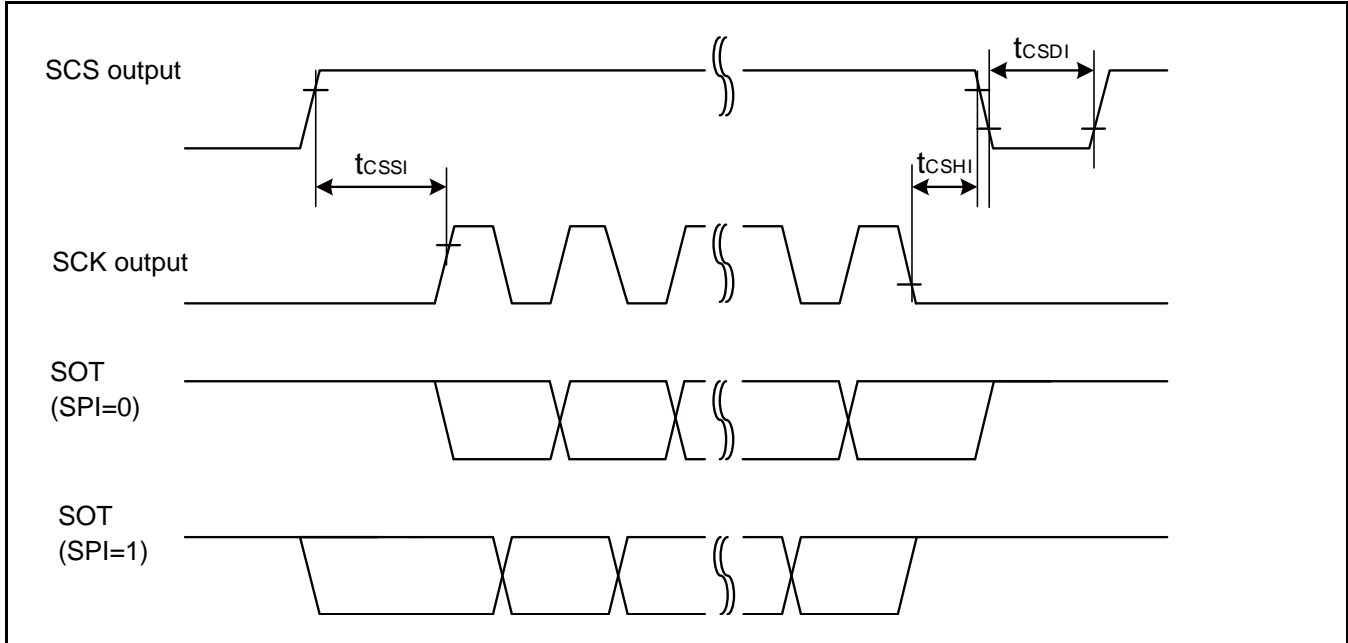 SCS output
tCSDI
tCSSI
tCSHI
SCK output
SOT
(SPI=0)
SOT
(SPI=1)